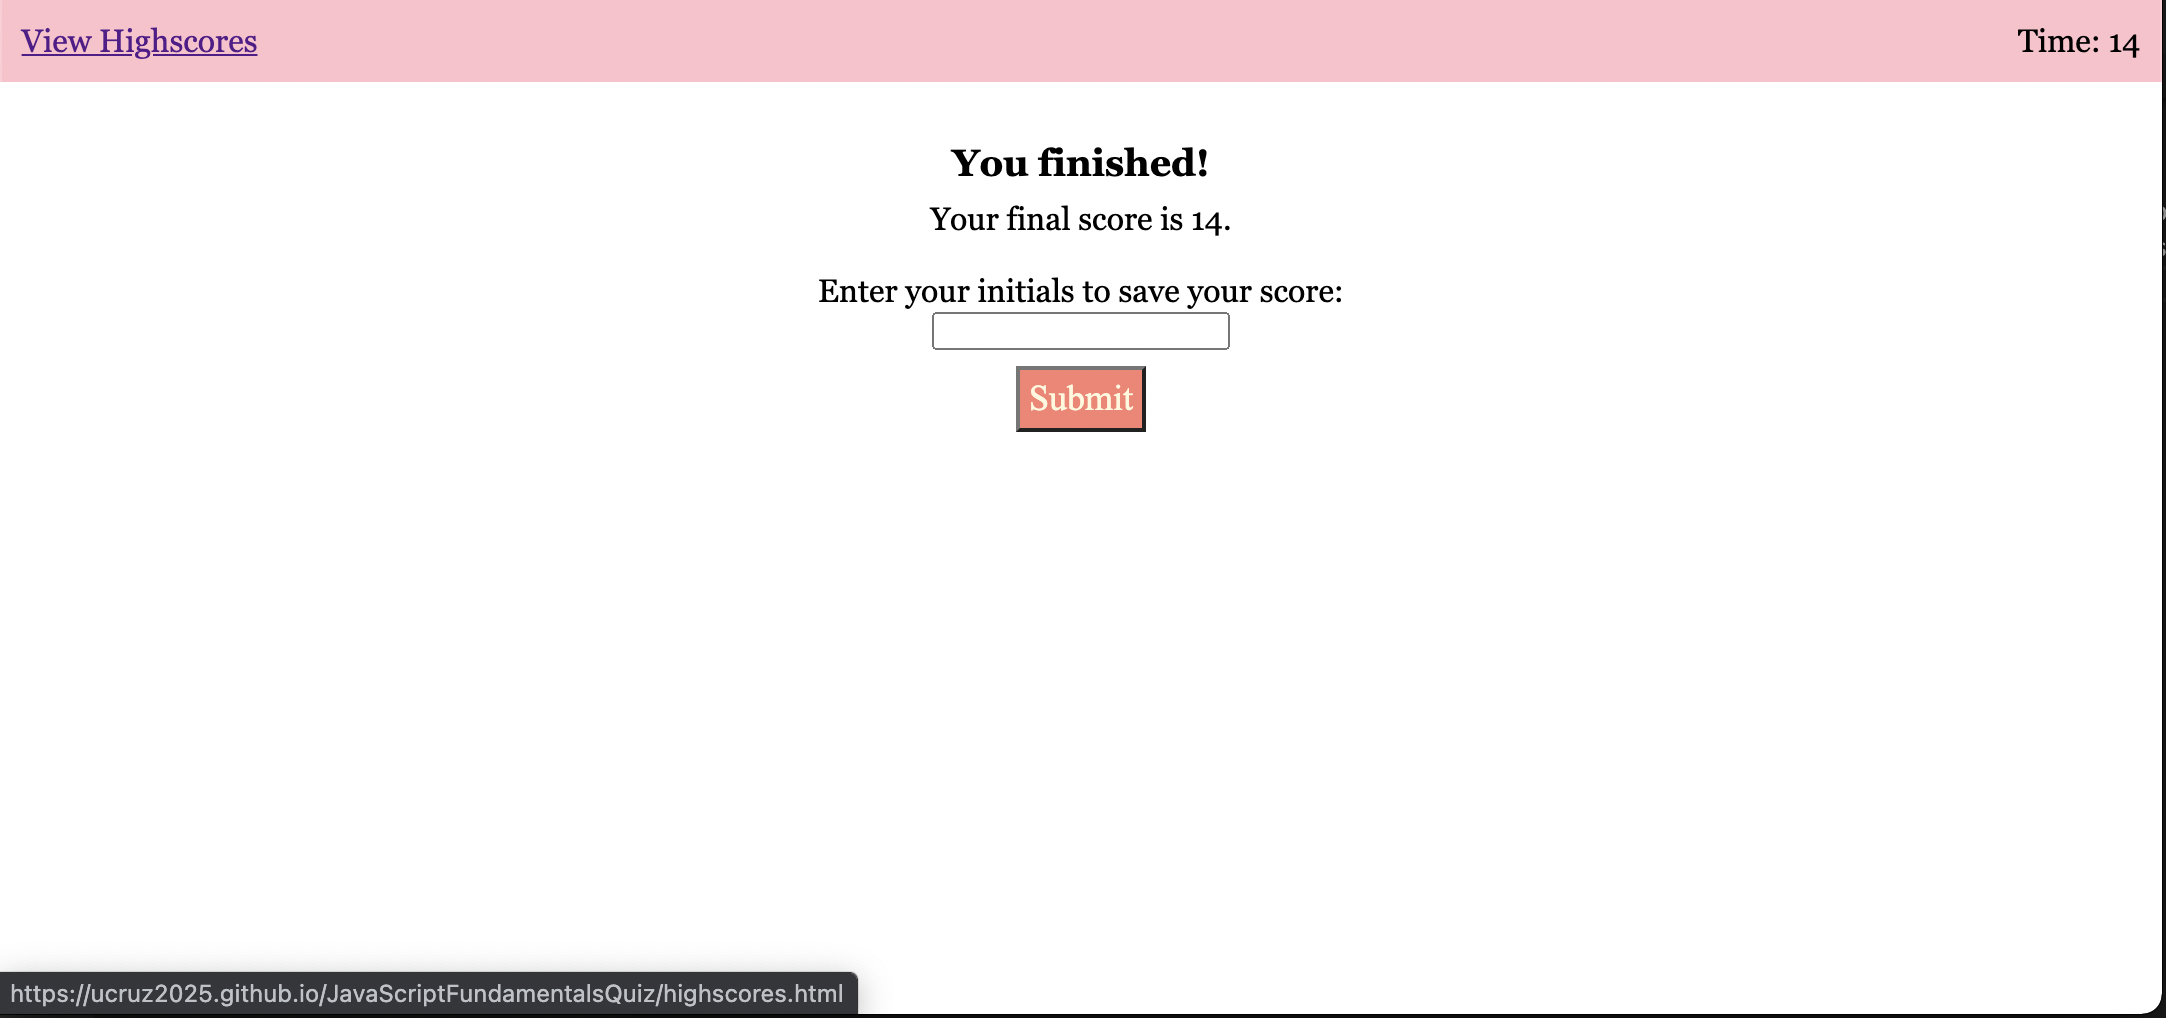 View Highscores
Time: 14
You finished!
Your final score is 14.
Enter your initials to save your score:
Submit
https://ucruz2025.github.io/JavaScriptFundamentalsQuiz/highscores.html